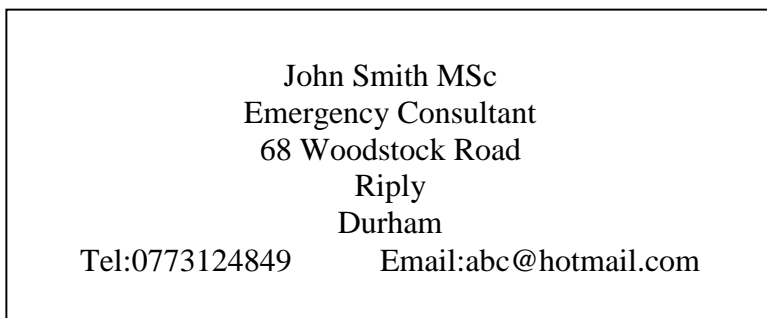 John Smith MSc
Emergency Consultant
68 Woodstock Road
Riply
Durham
Tel:0773124849 Email:abc@hotmail.com